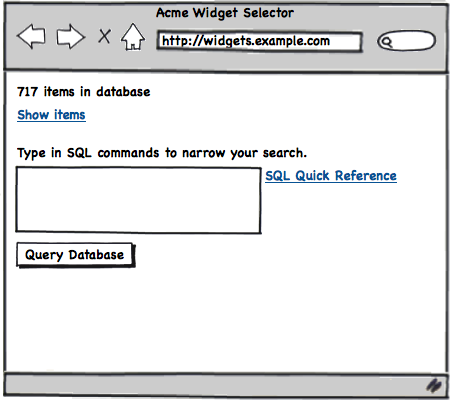 Acme Widget Selector
http://widgets.example.com
717 items in database
Show items
Type in SQL commands to narrow your search.
SQL Quick Reference
Query Database